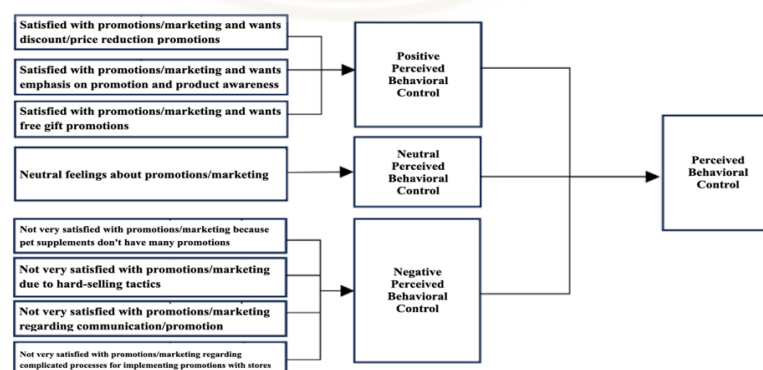 Satisfied with promotions/marketing and wants
discount/price reduction promotions
Satisfied with promotions/marketing and wants
emphasis on promotion and product awareness
Satisfied with promotions/marketing and wants
free gift promotions
Neutral feelings about promotions/marketing
Not very satisfied with promotions/marketing because
pet supplements don't have many promotions
Not very satisfied with promotions/marketing
due to hard-selling tactics
Not very satisfied with promotions/marketing
regarding communication/promotion
Not very satisfied with promotions/marketing regarding
complicated processes for implementing promotions with stores
Positive
Perceived
Behavioral
Control
Neutral
Perceived
Behavioral
Control
Negative
Perceived
Behavioral
Control
Perceived
Behavioral
Control